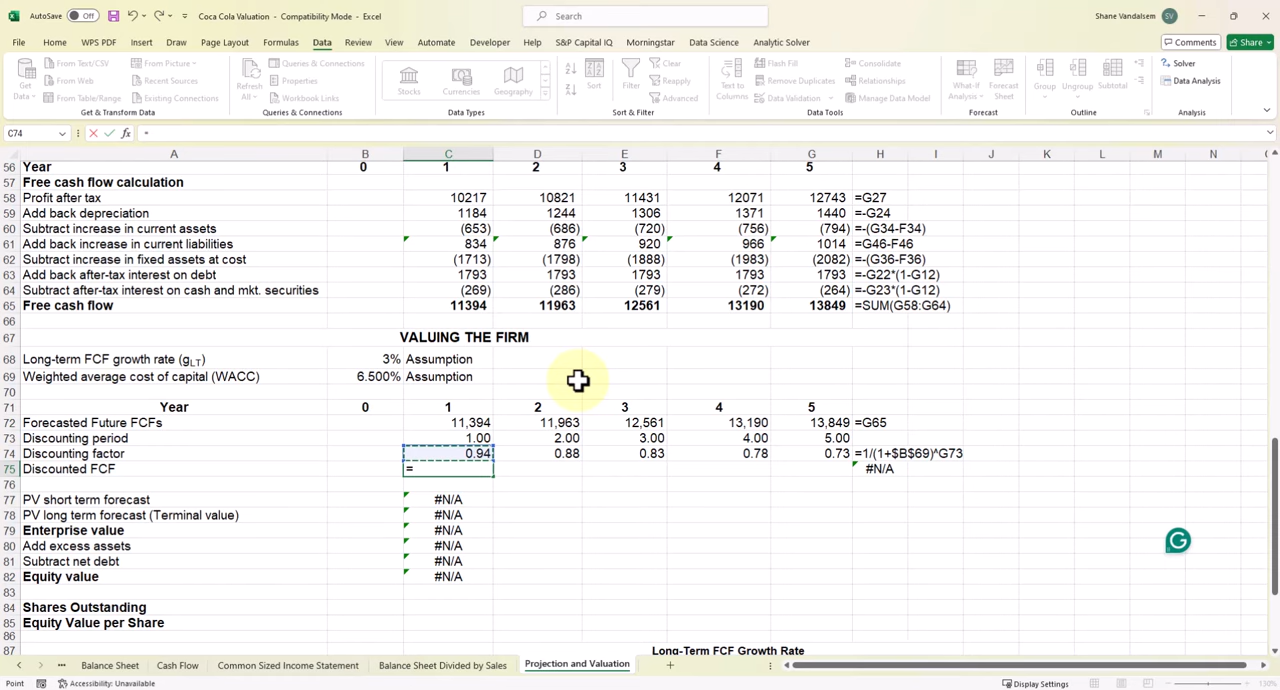 AutoSave Off Coca Cola Valuation - Compatibility Mode - Excel Search Shane Vandalsem SV
File Home WPS PDF Insert Draw Page Layout Formulas Data Review View Automate Developer Help S&P Capital IQ Morningstar Data Science Analytic Solver Comments Share
Get Data From Text/CSV From Picture Refresh All Queries & Connections Stocks Currencies Geography Sort Filter Clear Text to Columns Flash Fill Consolidate What-If Analysis Forecast Sheet Group Ungroup Subtotal Solver
From Web Recent Sources Properties Reapply Remove Duplicates Relationships Data Analysis
From Table/Range Existing Connections Workbook Links Advanced Data Validation Manage Data Model
Get & Transform Data Queries & Connections Data Types Sort & Filter Data Tools Forecast Outline Analysis
C74 fx =
A B C D E F G H I J K L M N
56 Year 0 1 2 3 4 5
57 Free cash flow calculation
58 Profit after tax 10217 10821 11431 12071 12743 =G27
59 Add back depreciation 1184 1244 1306 1371 1440 =-G24
60 Subtract increase in current assets (653) (686) (720) (756) (794) =-(G34-F34)
61 Add back increase in current liabilities 834 876 920 966 1014 =G46-F46
62 Subtract increase in fixed assets at cost (1713) (1798) (1888) (1983) (2082) =-(G36-F36)
63 Add back after-tax interest on debt 1793 1793 1793 1793 1793 =-G22*(1-G12)
64 Subtract after-tax interest on cash and mkt. securities (269) (286) (279) (272) (264) =-G23*(1-G12)
65 Free cash flow 11394 11963 12561 13190 13849 =SUM(G58:G64)
66
67 VALUING THE FIRM
68 Long-term FCF growth rate (gLT) 3% Assumption
69 Weighted average cost of capital (WACC) 6.500% Assumption
70
71 Year 0 1 2 3 4 5
72 Forecasted Future FCFs 11,394 11,963 12,561 13,190 13,849 =G65
73 Discounting period 1.00 2.00 3.00 4.00 5.00
74 Discounting factor 0.94 0.88 0.83 0.78 0.73 =1/(1+$B$69)^G73
75 Discounted FCF = #N/A
76
77 PV short term forecast #N/A
78 PV long term forecast (Terminal value) #N/A
79 Enterprise value #N/A
80 Add excess assets #N/A
81 Subtract net debt #N/A
82 Equity value #N/A
83
84 Shares Outstanding
85 Equity Value per Share
86
87 Long-Term FCF Growth Rate
Balance Sheet Cash Flow Common Sized Income Statement Balance Sheet Divided by Sales Projection and Valuation
Point Accessibility: Unavailable Display Settings 130%